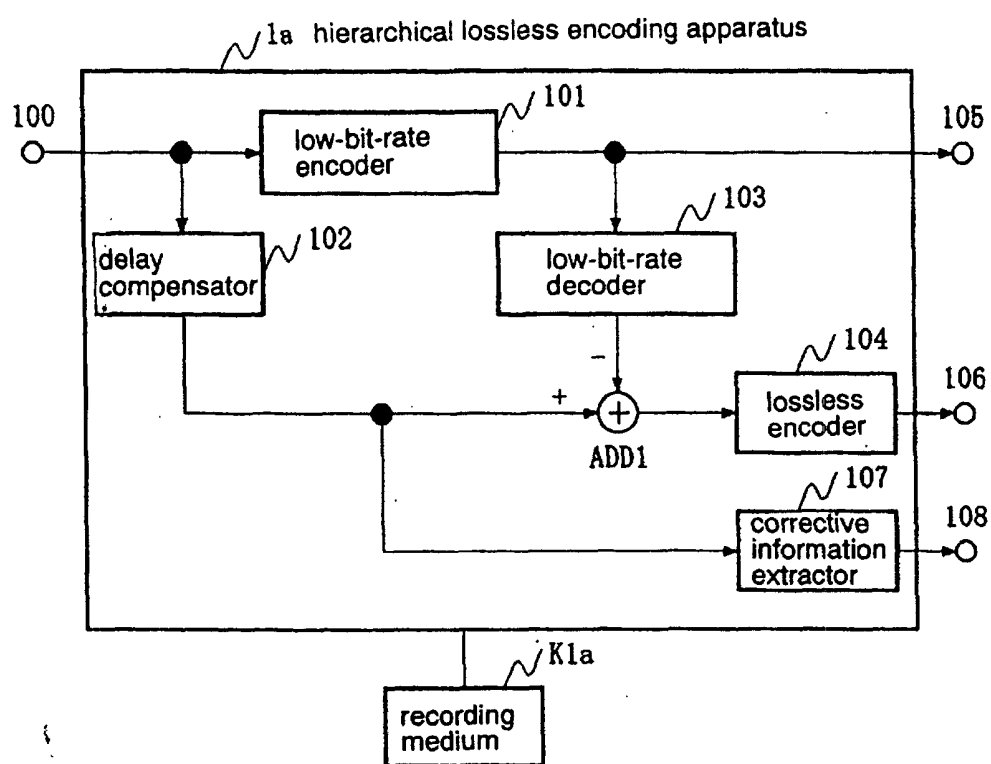 1a hierarchical lossless encoding apparatus
100
101
105
low-bit-rate
encoder
102
103
delay
compensator
low-bit-rate
decoder
-
104
106
+
+
lossless
encoder
ADD1
107
108
corrective
information
extractor
K1a
recording
medium